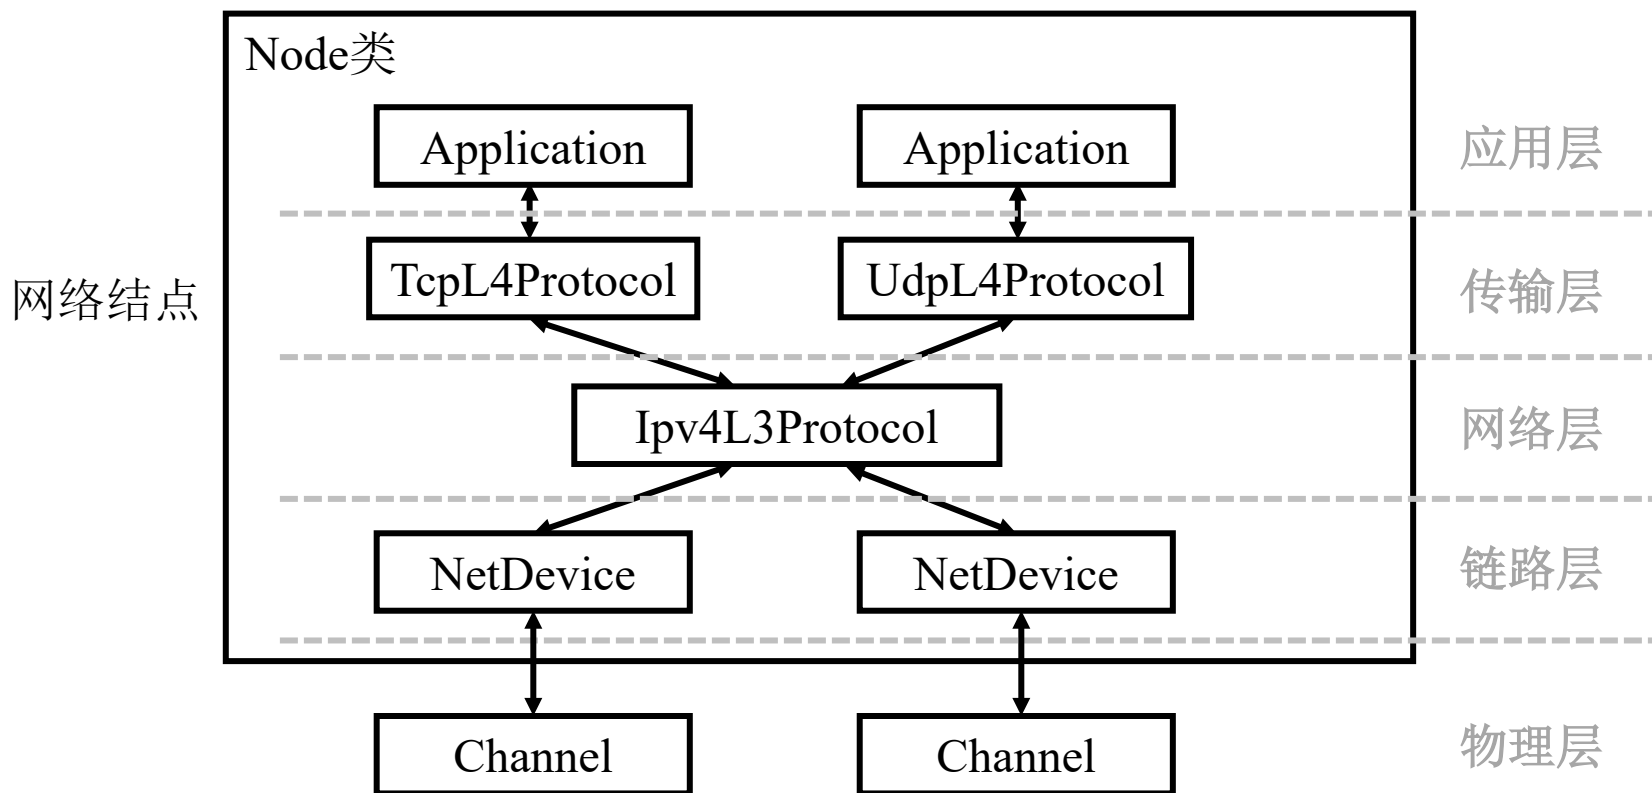 Node类
Application
Application
应用层
TcpL4Protocol
UdpL4Protocol
传输层
网络结点
Ipv4L3Protocol
网络层
NetDevice
NetDevice
链路层
Channel
Channel
物理层